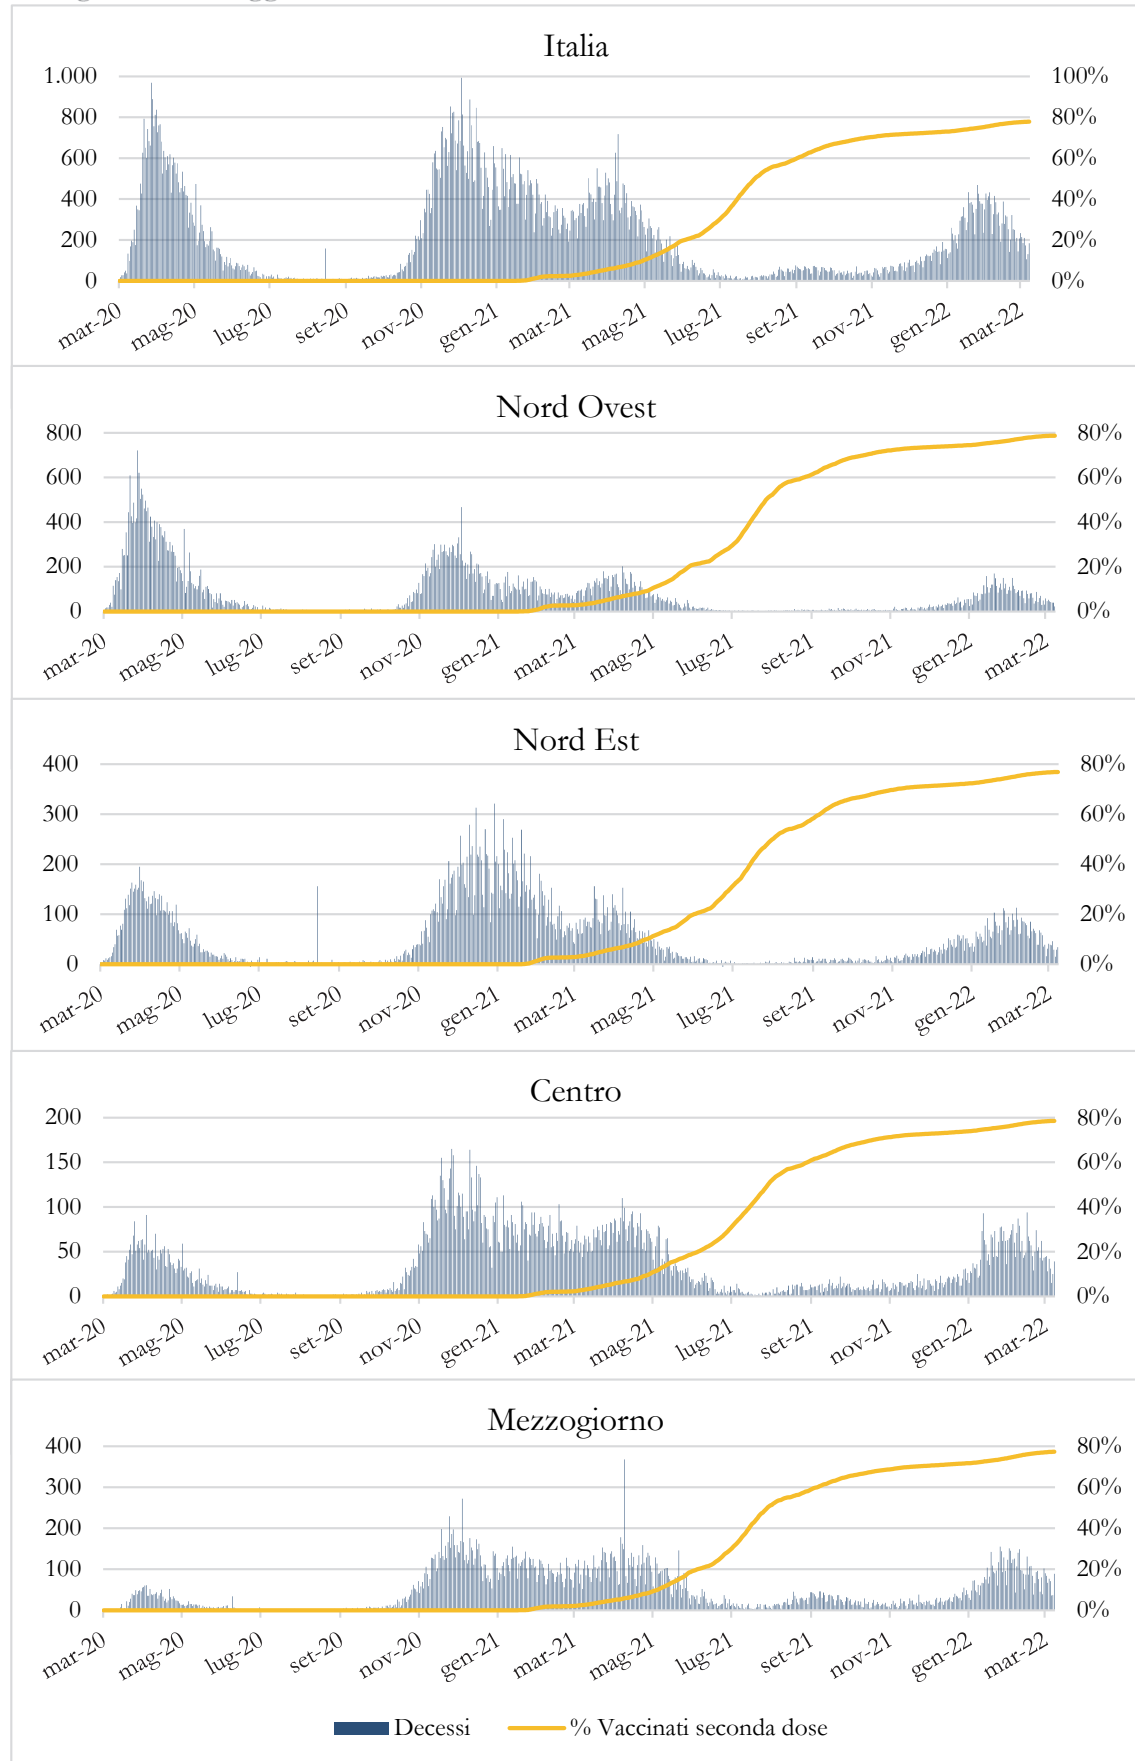 Italia
1.000 100%
800 80%
600 60%
400 40%
200 20%
0 0%
mar-20 mag-20 lug-20 set-20 nov-20 gen-21 mar-21 mag-21 lug-21 set-21 nov-21 gen-22 mar-22
Nord Ovest
800 80%
600 60%
400 40%
200 20%
0 0%
mar-20 mag-20 lug-20 set-20 nov-20 gen-21 mar-21 mag-21 lug-21 set-21 nov-21 gen-22 mar-22
Nord Est
400 80%
300 60%
200 40%
100 20%
0 0%
mar-20 mag-20 lug-20 set-20 nov-20 gen-21 mar-21 mag-21 lug-21 set-21 nov-21 gen-22 mar-22
Centro
200 80%
150 60%
100 40%
50 20%
0 0%
mar-20 mag-20 lug-20 set-20 nov-20 gen-21 mar-21 mag-21 lug-21 set-21 nov-21 gen-22 mar-22
Mezzogiorno
400 80%
300 60%
200 40%
100 20%
0 0%
mar-20 mag-20 lug-20 set-20 nov-20 gen-21 mar-21 mag-21 lug-21 set-21 nov-21 gen-22 mar-22
Decessi % Vaccinati seconda dose